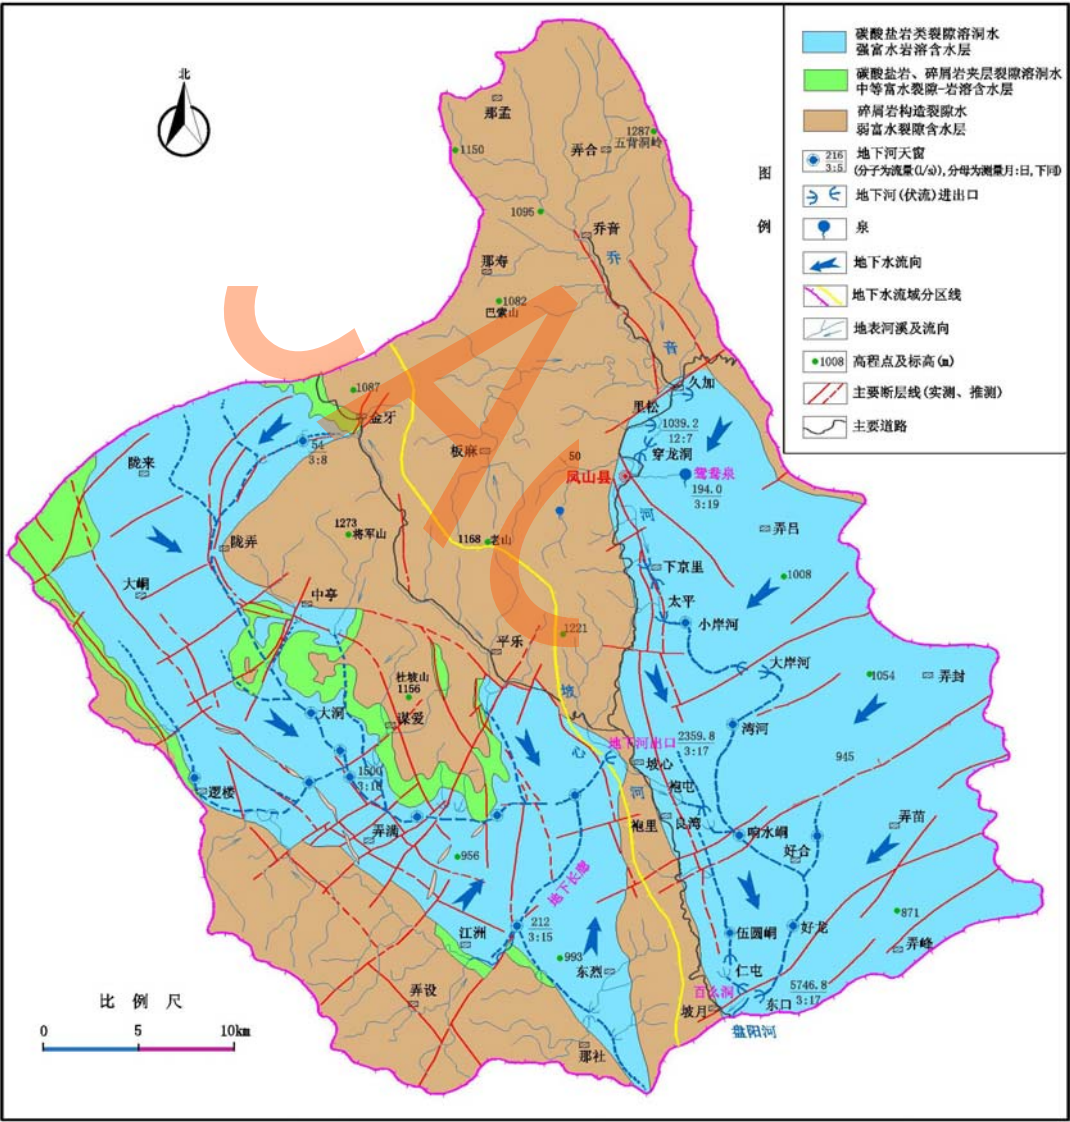 碳酸盐岩类裂隙溶洞水
强富水岩溶含水层
碳酸盐岩、碎屑岩夹层裂隙溶洞水
中等富水裂隙-岩溶含水层
碎屑岩构造裂隙水
弱富水裂隙含水层
216
3:5
地下河天窗
(分子为流量(l/s)),分母为测量月:日,下同)
地下河(伏流)进出口
泉
地下水流向
地下水流域分区线
地表河溪及流向
1008 高程点及标高(m)
主要断层线(实测、推测)
主要道路
图
例
北
那孟
1150
1287
五背洞岭
弄合
1095
乔音
乔
那寿
1082
巴索山
音
1087
久加
金牙
里松
1039.2
12:7
54
3:8
板麻
50
穿龙洞
陇来
凤山县
鸳鸯泉
194.0
3:19
河
1273
将军山
1168 老山
弄吕
陇弄
下京里
1008
大峒
中亭
太平
小岸河
1221
平乐
大岸河
1054
弄封
杜坡山
1156
坡
大洞
谋爱
湾河
地下河出口
2359.8
3:17
心
945
坡心
1500
3:16
袍屯
河
逻楼
袍里
良湾
弄苗
弄满
响水峒
好合
956
地下长廊
871
212
3:15
江洲
伍圆峒
好龙
弄峰
993
东烈
仁屯
5746.8
3:17
百么洞
东口
弄设
坡月
盘阳河
那社
比例尺
0
5
10km